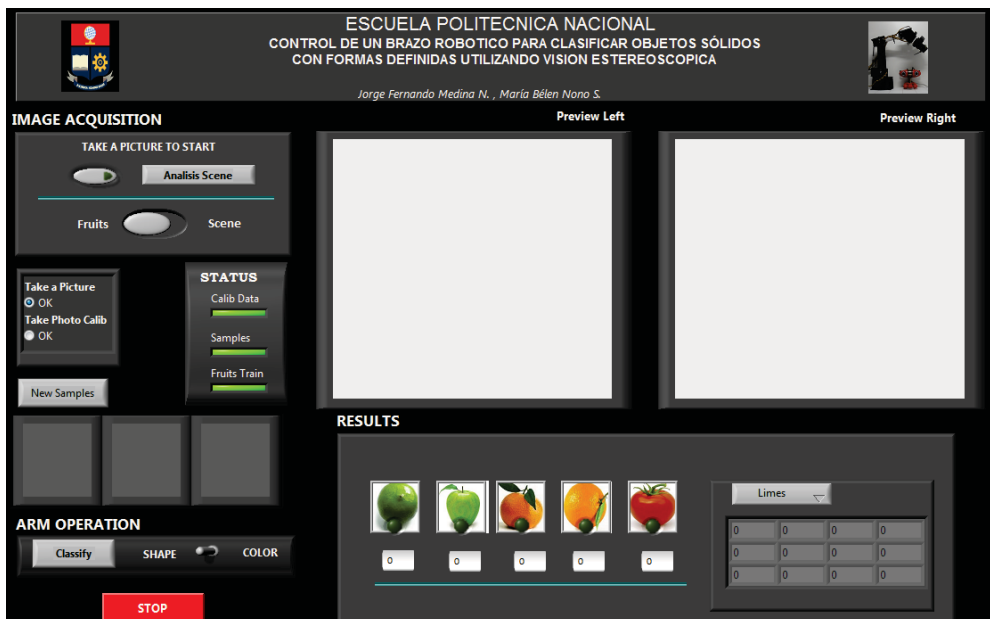 ESCUELA POLITECNICA NACIONAL
CONTROL DE UN BRAZO ROBOTICO PARA CLASIFICAR OBJETOS SÓLIDOS
CON FORMAS DEFINIDAS UTILIZANDO VISION ESTEREOSCOPICA
Jorge Fernando Medina N. , María Bélen Nono S.
IMAGE ACQUISITION
TAKE A PICTURE TO START
Analisis Scene
Fruits Scene
Preview Left
Preview Right
Take a Picture
OK
Take Photo Calib
OK
STATUS
Calib Data
Samples
Fruits Train
New Samples
ARM OPERATION
Classify SHAPE COLOR
STOP
RESULTS
0 0 0 0 0
Limes
0 0 0 0
0 0 0 0
0 0 0 0